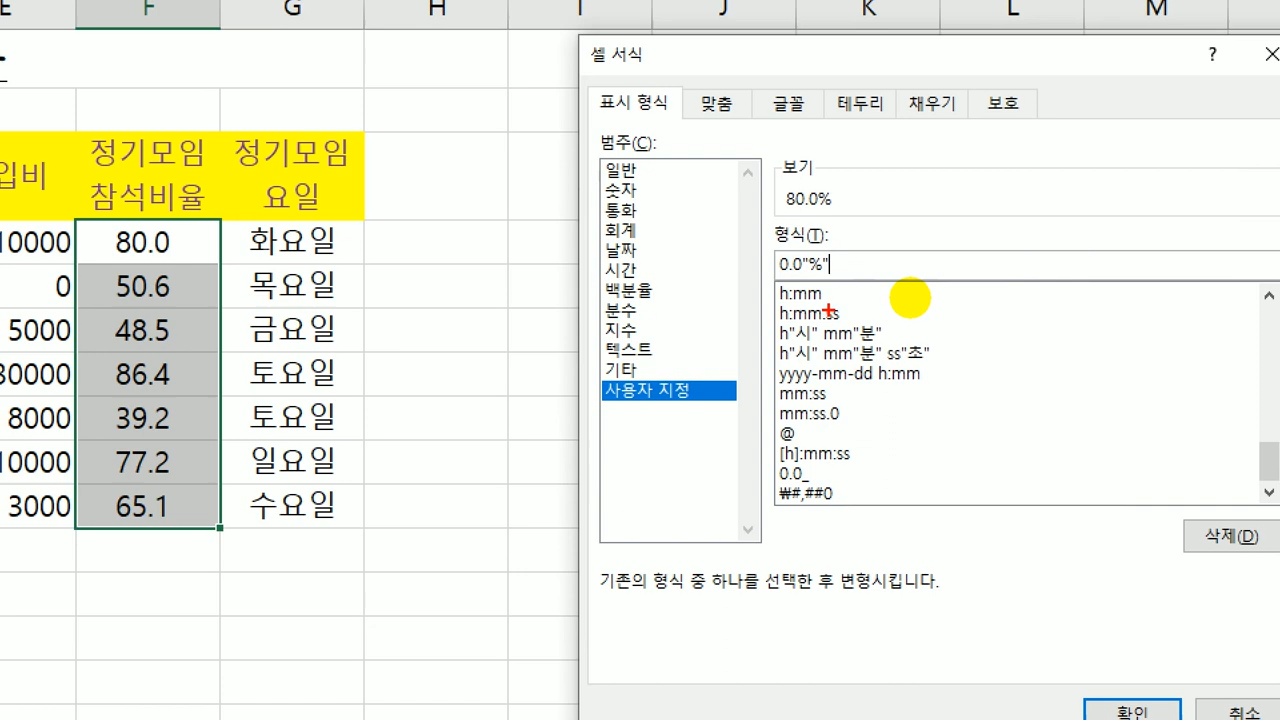 E F G H I J K L M
입비 정기모임 참석비율 정기모임 요일
10000 80.0 화요일
0 50.6 목요일
5000 48.5 금요일
30000 86.4 토요일
8000 39.2 토요일
10000 77.2 일요일
3000 65.1 수요일
셀 서식 ?
표시 형식 맞춤 글꼴 테두리 채우기 보호
범주(C):
일반
숫자
통화
회계
날짜
시간
백분율
분수
지수
텍스트
기타
사용자 지정
보기
80.0%
형식(T):
0.0"%"
h:mm
h:mm:ss
h"시" mm"분"
h"시" mm"분" ss"초"
yyyy-mm-dd h:mm
mm:ss
mm:ss.0
@
[h]:mm:ss
0.0_
₩#,##0
삭제(D)
기존의 형식 중 하나를 선택한 후 변형시킵니다.
확인 취소